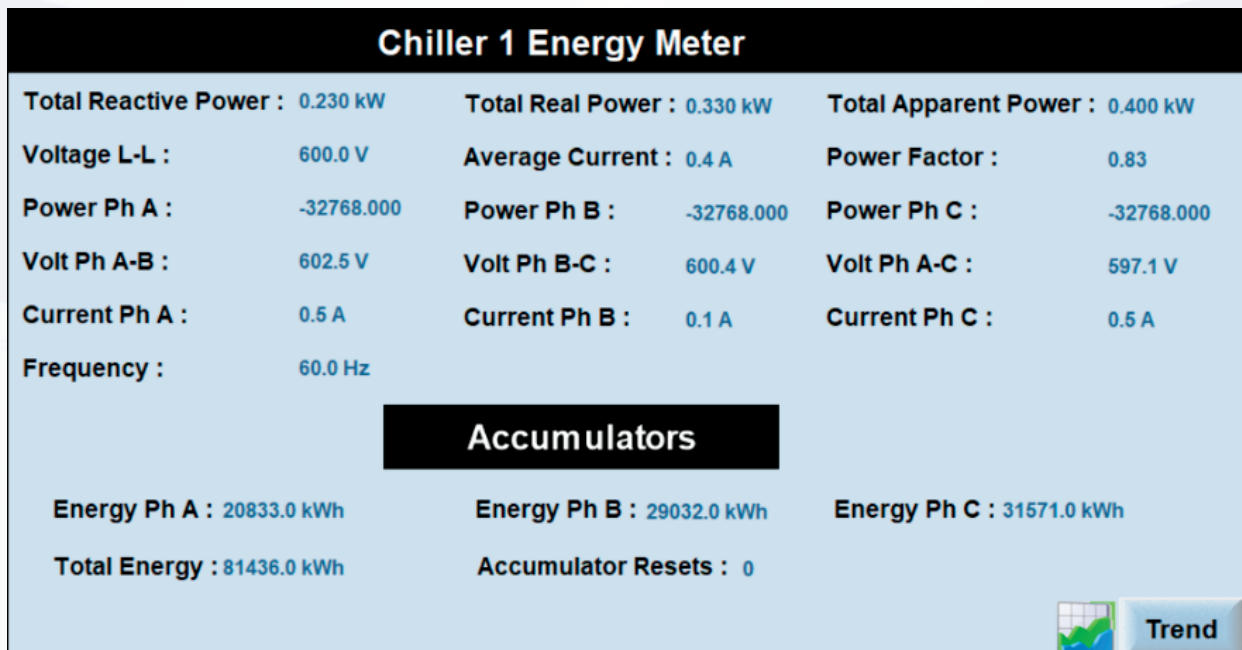 Chiller 1 Energy Meter
Total Reactive Power : 0.230 kW Total Real Power : 0.330 kW Total Apparent Power : 0.400 kW
Voltage L-L : 600.0 V Average Current : 0.4 A Power Factor : 0.83
Power Ph A : -32768.000 Power Ph B : -32768.000 Power Ph C : -32768.000
Volt Ph A-B : 602.5 V Volt Ph B-C : 600.4 V Volt Ph A-C : 597.1 V
Current Ph A : 0.5 A Current Ph B : 0.1 A Current Ph C : 0.5 A
Frequency : 60.0 Hz
Accumulators
Energy Ph A : 20833.0 kWh Energy Ph B : 29032.0 kWh Energy Ph C : 31571.0 kWh
Total Energy : 81436.0 kWh Accumulator Resets : 0
Trend